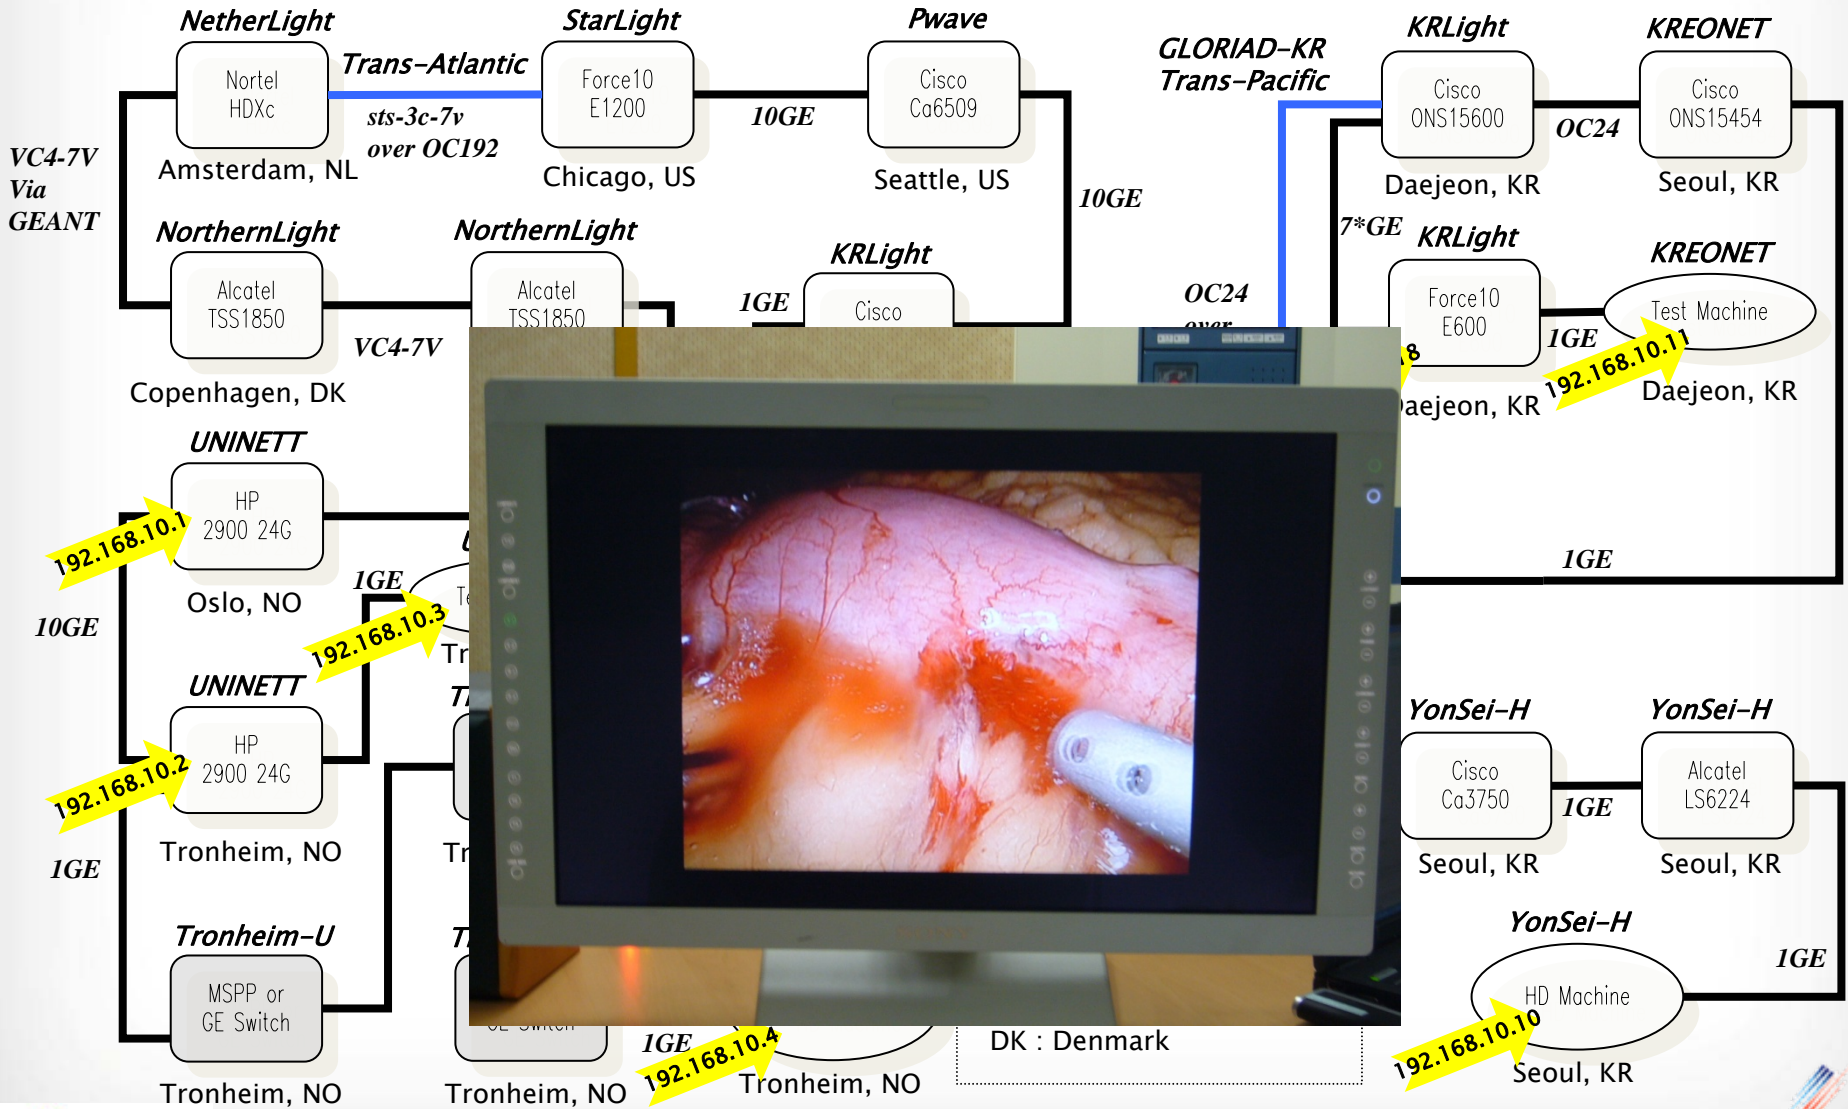 NetherLight
Nortel
HDXc
Amsterdam, NL
Trans-Atlantic
sts-3c-7v
over OC192
StarLight
Force10
E1200
Chicago, US
10GE
Pwave
Cisco
Ca6509
Seattle, US
10GE
GLORIAD-KR
Trans-Pacific
KRLight
Cisco
ONS15600
Daejeon, KR
OC24
KREONET
Cisco
ONS15454
Seoul, KR
VC4-7V
Via
GEANT
NorthernLight
Alcatel
TSS1850
Copenhagen, DK
VC4-7V
NorthernLight
Alcatel
TSS1850
1GE
KRLight
Cisco
OC24
over
7*GE
KRLight
Force10
E600
Daejeon, KR
1GE
KREONET
Test Machine
192.168.10.11
Daejeon, KR
UNINETT
HP
2900 24G
192.168.10.1
Oslo, NO
10GE
1GE
192.168.10.3
1GE
UNINETT
HP
2900 24G
192.168.10.2
Tronheim, NO
1GE
YonSei-H
Cisco
Ca3750
Seoul, KR
1GE
YonSei-H
Alcatel
LS6224
Seoul, KR
Tronheim-U
MSPP or
GE Switch
Tronheim, NO
GE Switch
Tronheim, NO
1GE
192.168.10.4
Tronheim, NO
DK : Denmark
YonSei-H
HD Machine
192.168.10.10
Seoul, KR
1GE